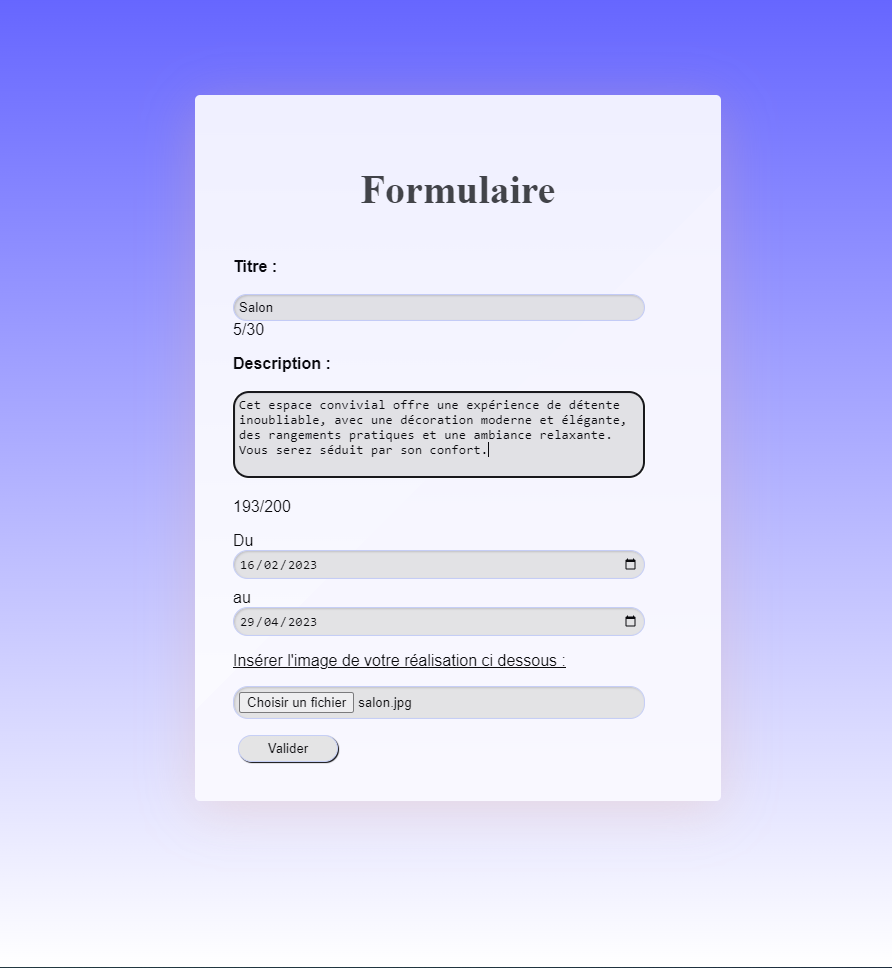 Formulaire
Titre :
Salon
5/30
Description :
Cet espace convivial offre une expérience de détente
inoubliable, avec une décoration moderne et élégante,
des rangements pratiques et une ambiance relaxante.
Vous serez séduit par son confort.
193/200
Du
16/02/2023
au
29/04/2023
Insérer l'image de votre réalisation ci dessous :
Choisir un fichier salon.jpg
Valider